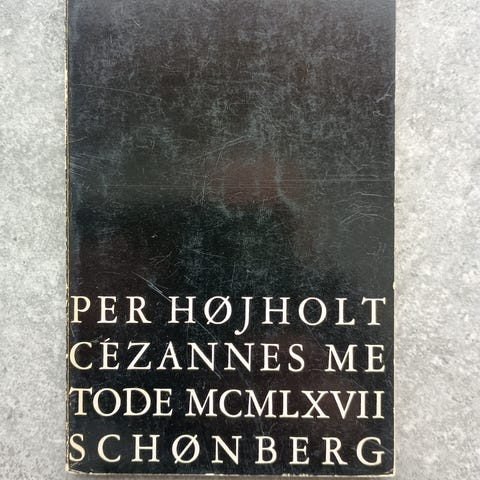 PER HØJHOLT
CÉZANNES ME
TODE MCMLXVII
SCHØNBERG